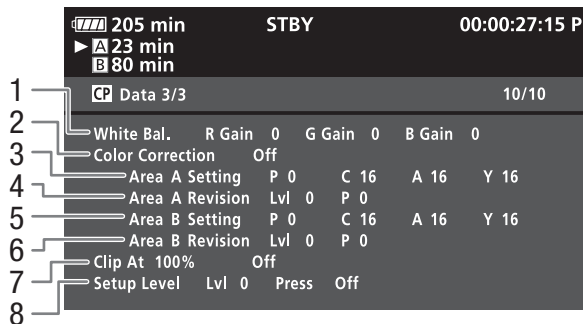 205 min STBY 00:00:27:15 P
A 23 min
B 80 min
CP Data 3/3 10/10
1 White Bal. R Gain 0 G Gain 0 B Gain 0
2 Color Correction Off
3 Area A Setting P 0 C 16 A 16 Y 16
4 Area A Revision Lvl 0 P 0
5 Area B Setting P 0 C 16 A 16 Y 16
6 Area B Revision Lvl 0 P 0
7 Clip At 100% Off
8 Setup Level Lvl 0 Press Off